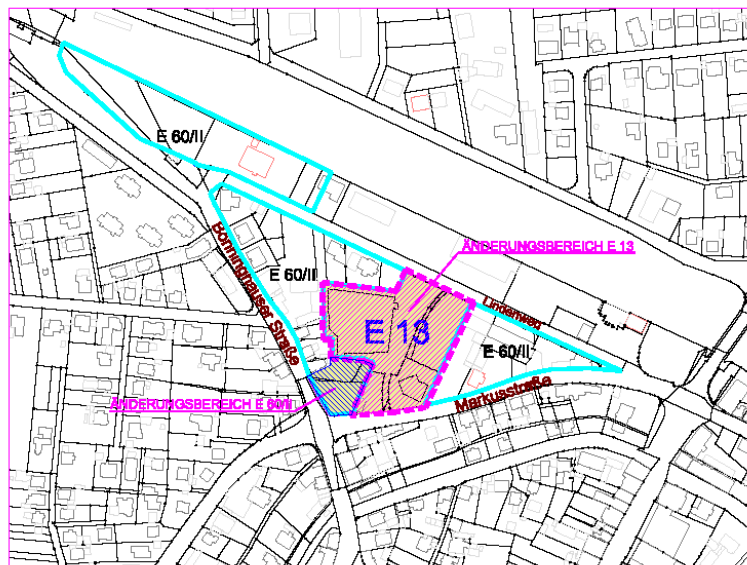 E 60/II
Bönninghauser Straße
ÄNDERUNGSBEREICH E 13
E 60/II
Lindenweg
E 13
E 60/II
ÄNDERUNGSBEREICH E 60/II
Markusstraße